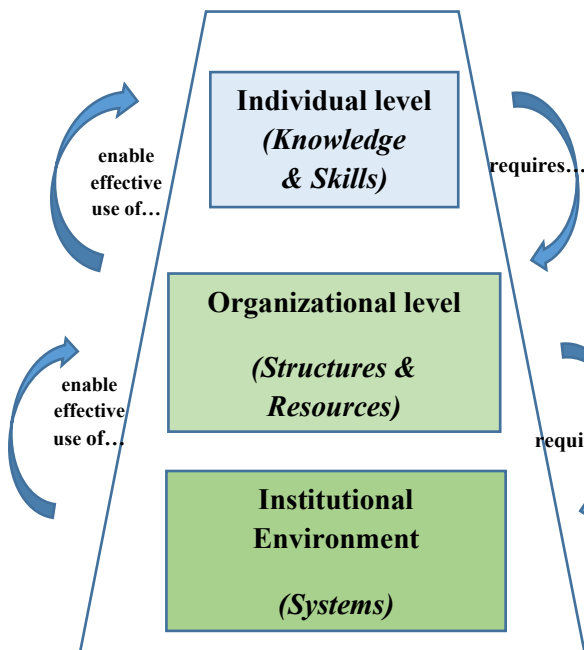 Individual level
(Knowledge
& Skills)
enable
effective
use of…
requires…
Organizational level
(Structures &
Resources)
enable
effective
use of…
requi
Institutional
Environment
(Systems)